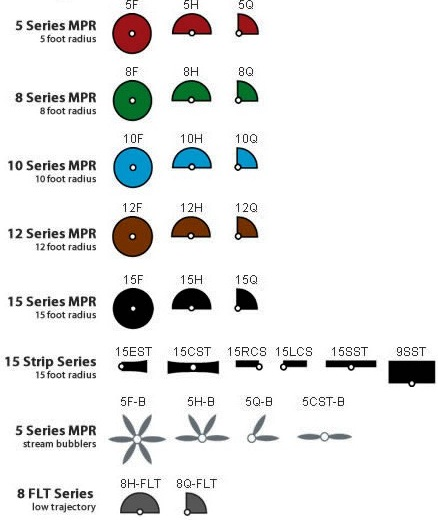 5F 5H 5Q
5 Series MPR
5 foot radius
8F 8H 8Q
8 Series MPR
8 foot radius
10F 10H 10Q
10 Series MPR
10 foot radius
12F 12H 12Q
12 Series MPR
12 foot radius
15F 15H 15Q
15 Series MPR
15 foot radius
15EST 15CST 15RCS 15LCS 15SST 9SST
15 Strip Series
15 foot radius
5F-B 5H-B 5Q-B 5CST-B
5 Series MPR
stream bubblers
8H-FLT 8Q-FLT
8 FLT Series
low trajectory